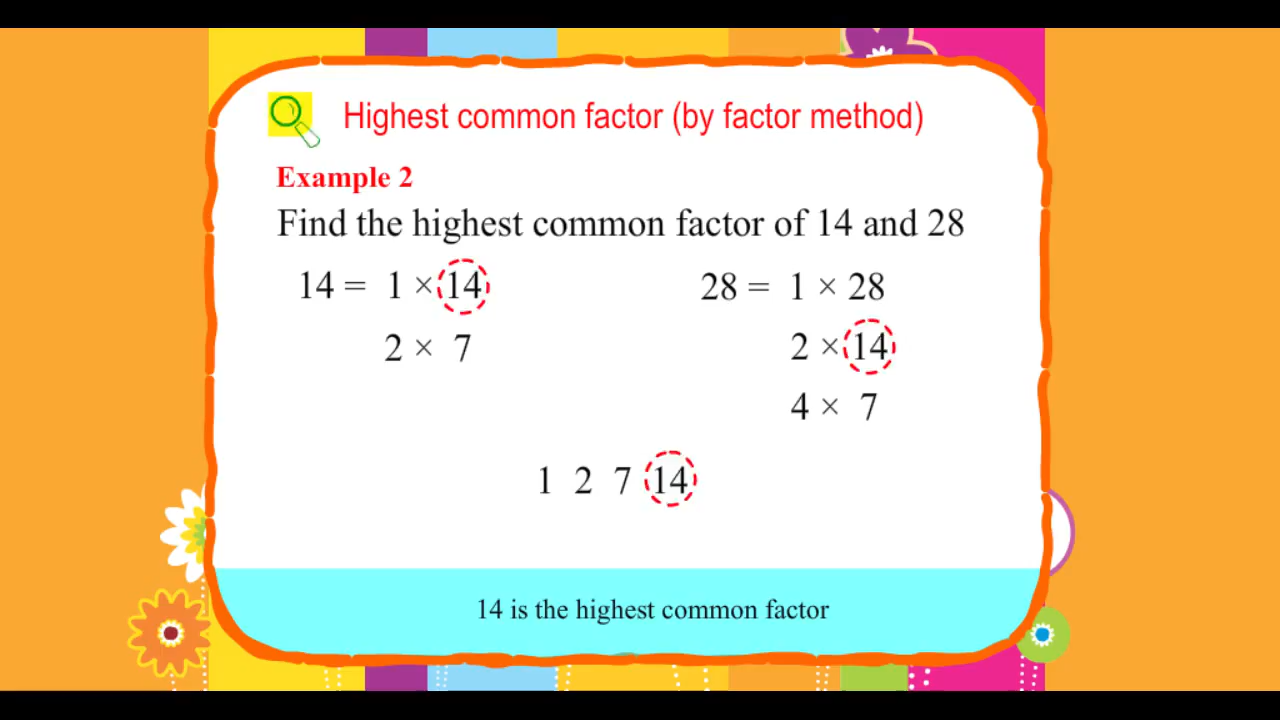 Highest common factor (by factor method)
Example 2
Find the highest common factor of 14 and 28
14 = 1 × 14
2 × 7
28 = 1 × 28
2 × 14
4 × 7
1 2 7 14
14 is the highest common factor